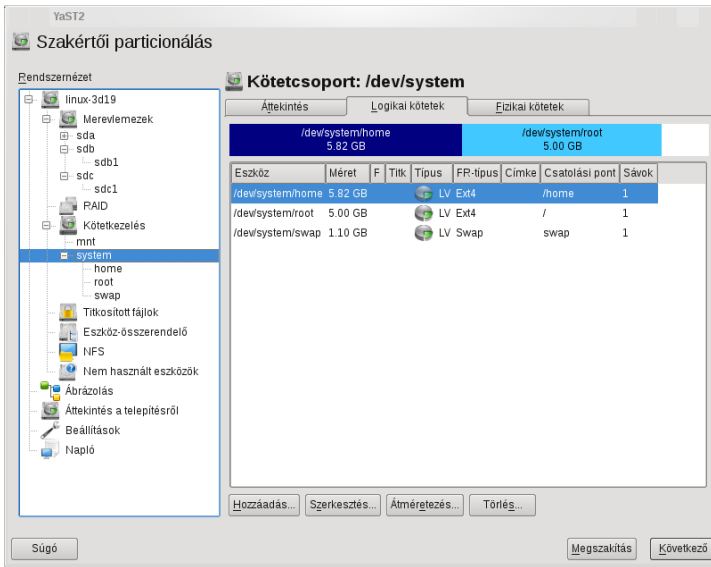 YaST2
Szakértői particionálás
Rendszernézet
linux-3d19
Merevlemezek
sda
sdb
sdb1
sdc
sdc1
RAID
Kötetkezelés
mnt
system
home
root
swap
Titkosított fájlok
Eszköz-összerendelő
NFS
Nem használt eszközök
Ábrázolás
Áttekintés a telepítésről
Beállítások
Napló
Kötetcsoport: /dev/system
Áttekintés Logikai kötetek Fizikai kötetek
/dev/system/home /dev/system/root
5.82 GB 5.00 GB
Eszköz Méret F Titk Típus FR-típus Címke Csatolási pont Sávok
/dev/system/home 5.82 GB LV Ext4 /home 1
/dev/system/root 5.00 GB LV Ext4 / 1
/dev/system/swap 1.10 GB LV Swap swap 1
Hozzáadás... Szerkesztés... Átméretezés... Törlés...
Súgó Megszakítás Következő